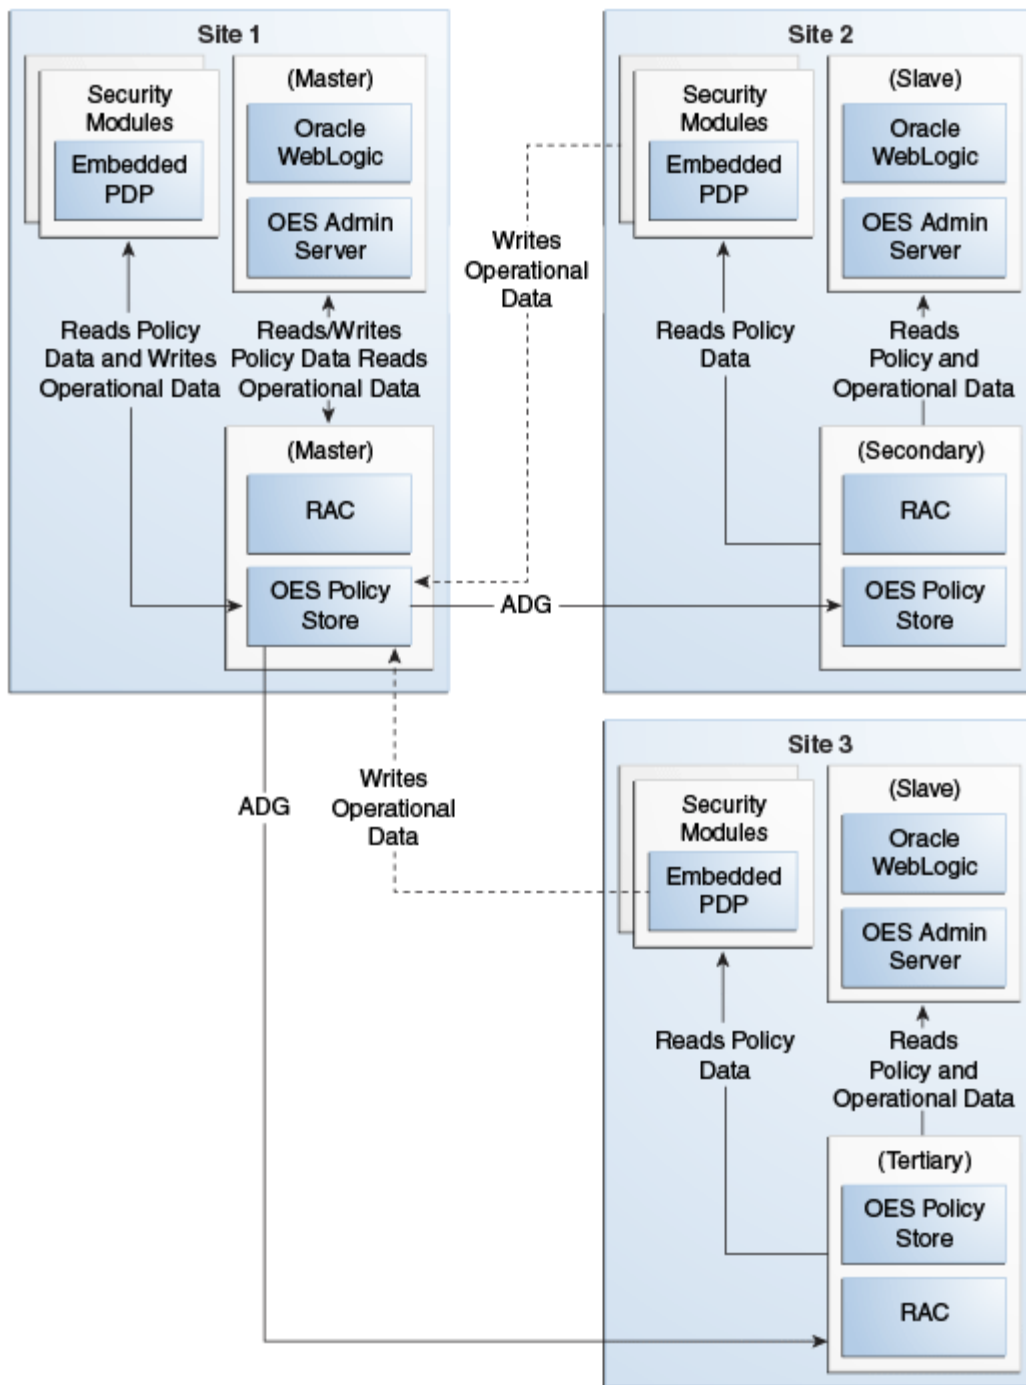 Site 1
Security
Modules
Embedded
PDP
(Master)
Oracle
WebLogic
OES Admin
Server
Reads Policy
Data and Writes
Operational Data
Reads/Writes
Policy Data Reads
Operational Data
(Master)
RAC
OES Policy
Store
Writes
Operational
Data
ADG
Site 2
Security
Modules
Embedded
PDP
(Slave)
Oracle
WebLogic
OES Admin
Server
Reads Policy
Data
Reads
Policy and
Operational Data
(Secondary)
RAC
OES Policy
Store
ADG
Writes
Operational
Data
Site 3
Security
Modules
Embedded
PDP
(Slave)
Oracle
WebLogic
OES Admin
Server
Reads Policy
Data
Reads
Policy and
Operational Data
(Tertiary)
OES Policy
Store
RAC